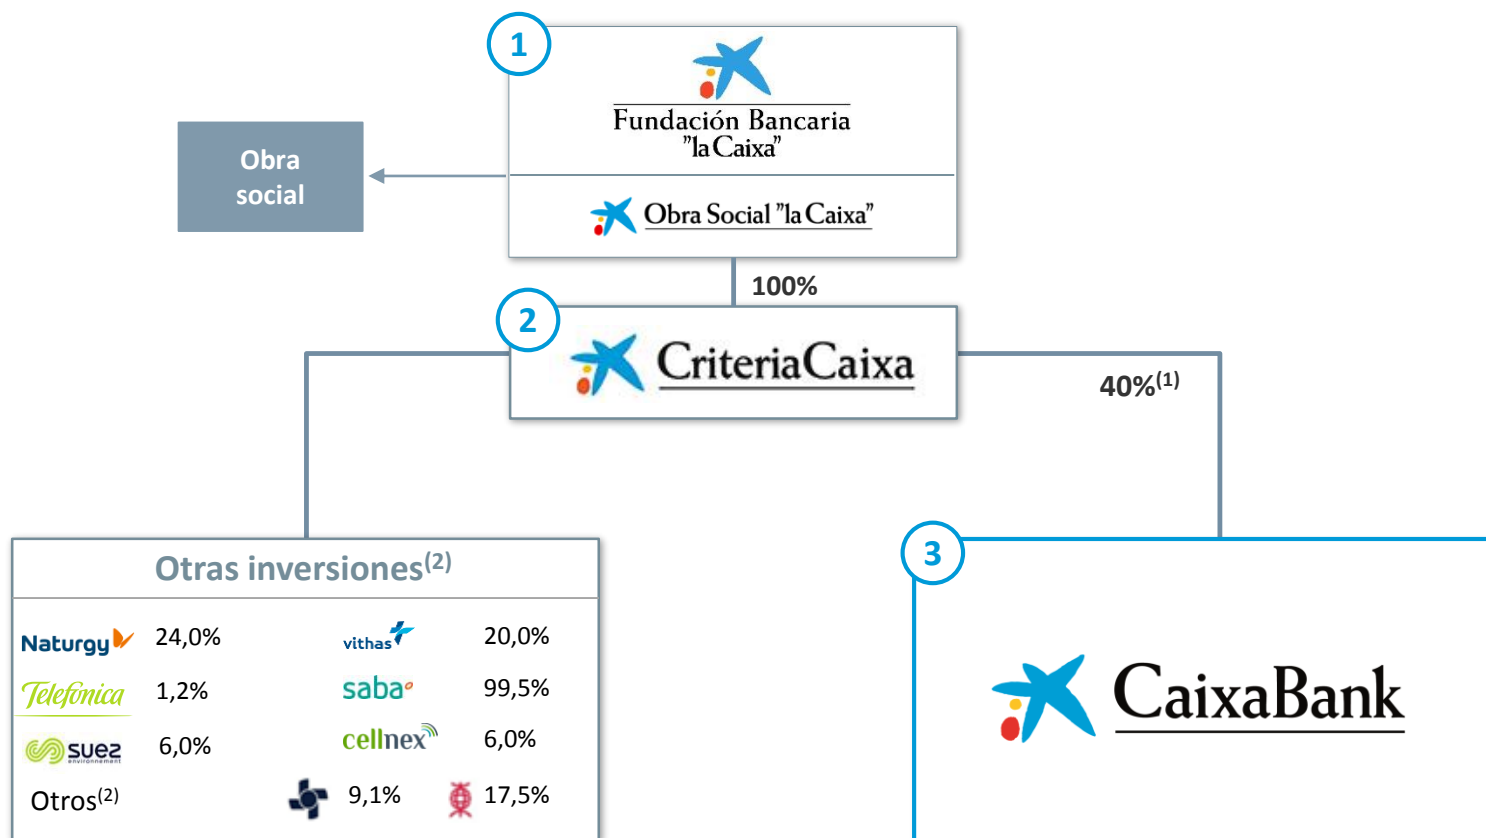 1
Fundación Bancaria
"la Caixa"
Obra
social
Obra Social "la Caixa"
100%
2
CriteriaCaixa
40%(1)
Otras inversiones(2)
3
Naturgy 24,0% vithas 20,0%
Telefónica 1,2% saba 99,5%
suez environnement 6,0% cellnex 6,0%
Otros(2) 9,1% 17,5%
CaixaBank